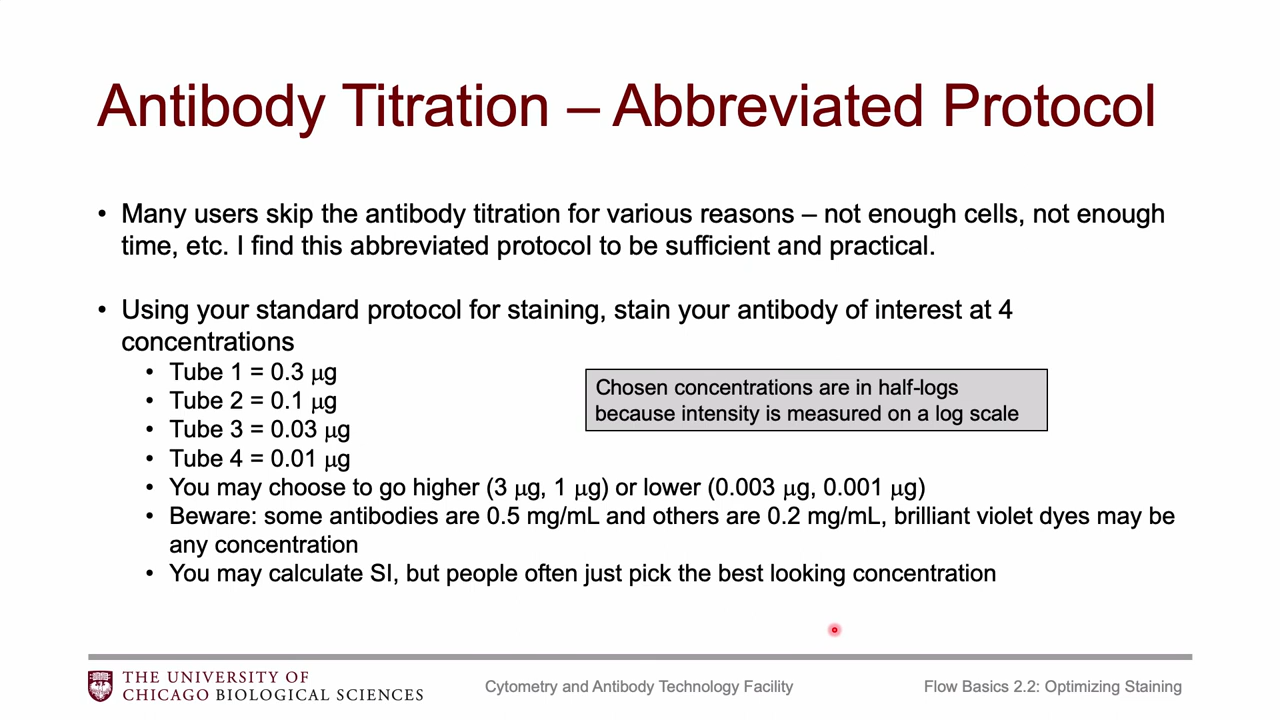 Antibody Titration – Abbreviated Protocol
• Many users skip the antibody titration for various reasons – not enough cells, not enough
time, etc. I find this abbreviated protocol to be sufficient and practical.
• Using your standard protocol for staining, stain your antibody of interest at 4
concentrations
• Tube 1 = 0.3 μg
• Tube 2 = 0.1 μg
• Tube 3 = 0.03 μg
• Tube 4 = 0.01 μg
Chosen concentrations are in half-logs
because intensity is measured on a log scale
• You may choose to go higher (3 μg, 1 μg) or lower (0.003 μg, 0.001 μg)
• Beware: some antibodies are 0.5 mg/mL and others are 0.2 mg/mL, brilliant violet dyes may be
any concentration
• You may calculate SI, but people often just pick the best looking concentration
THE UNIVERSITY OF
CHICAGO BIOLOGICAL SCIENCES
Cytometry and Antibody Technology Facility
Flow Basics 2.2: Optimizing Staining